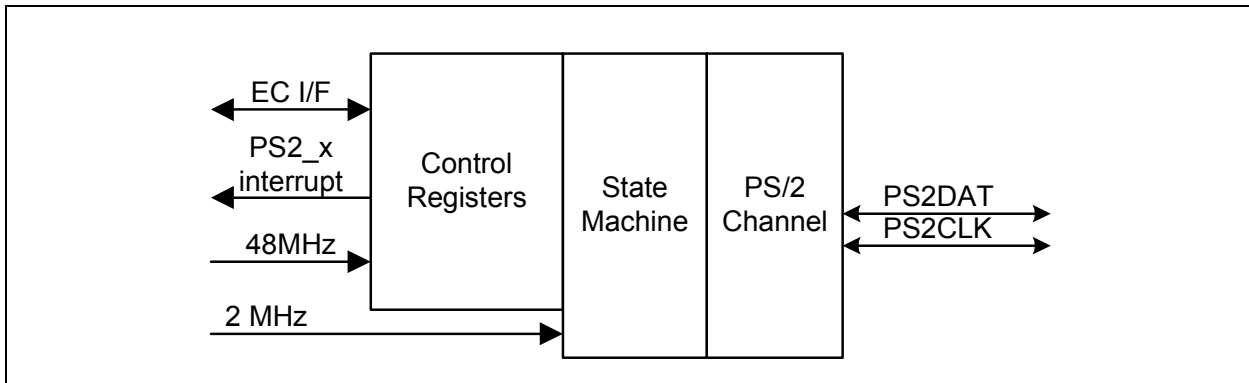 EC I/F
PS2_x
interrupt
48MHz
2 MHz
Control
Registers
State
Machine
PS/2
Channel
PS2DAT
PS2CLK